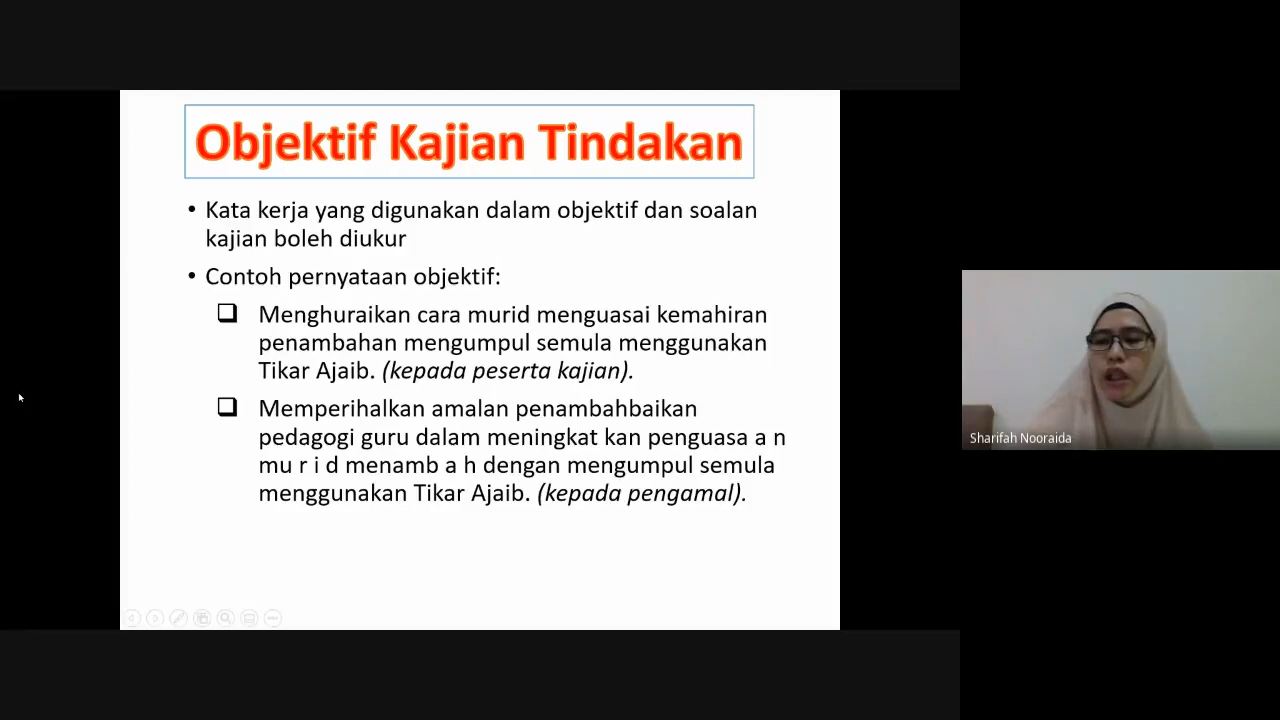 Objektif Kajian Tindakan
• Kata kerja yang digunakan dalam objektif dan soalan
kajian boleh diukur
• Contoh pernyataan objektif:
❑ Menghuraikan cara murid menguasai kemahiran
penambahan mengumpul semula menggunakan
Tikar Ajaib. (kepada peserta kajian).
❑ Memperihalkan amalan penambahbaikan
pedagogi guru dalam meningkat kan penguasa a n
mu r i d menamb a h dengan mengumpul semula
menggunakan Tikar Ajaib. (kepada pengamal).
Sharifah Nooraida